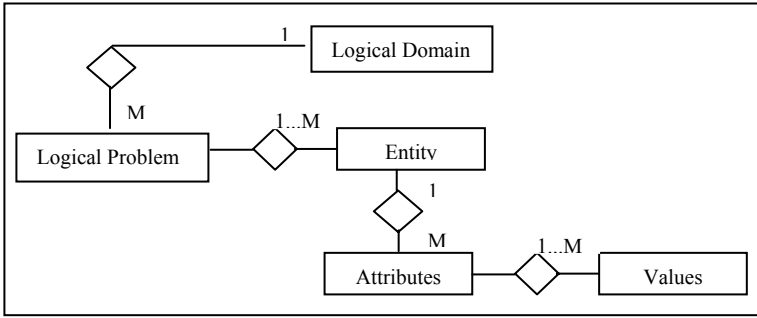 1
Logical Domain
M
1...M
Logical Problem
Entity
1
M
1...M
Attributes
Values